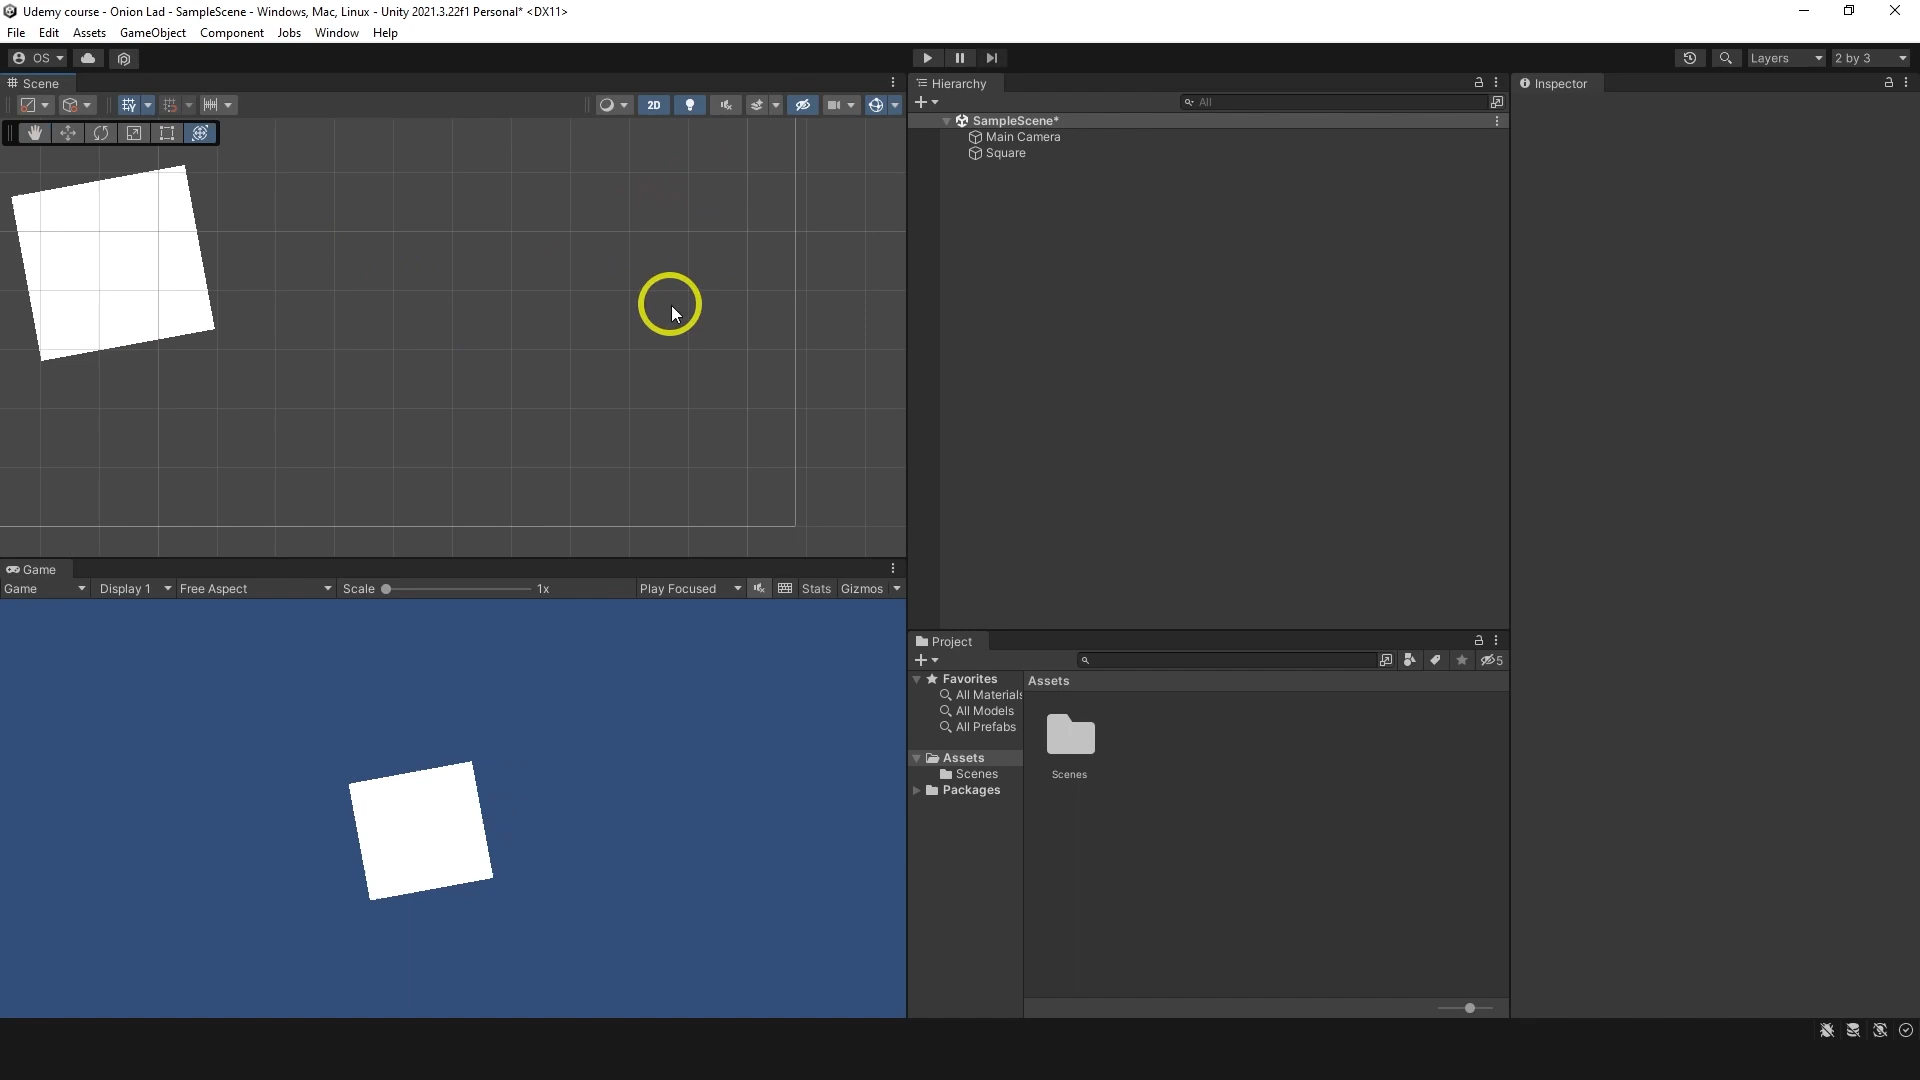 Udemy course - Onion Lad - SampleScene - Windows, Mac, Linux - Unity 2021.3.22f1 Personal* <DX11>
File Edit Assets GameObject Component Jobs Window Help
OS Layers 2 by 3
Scene Hierarchy Inspector
2D All
SampleScene*
Main Camera
Square
Game
Game Display 1 Free Aspect Scale 1x Play Focused Stats Gizmos
Project
5
Favorites Assets
All Materials
All Models
All Prefabs
Assets
Scenes Scenes
Packages